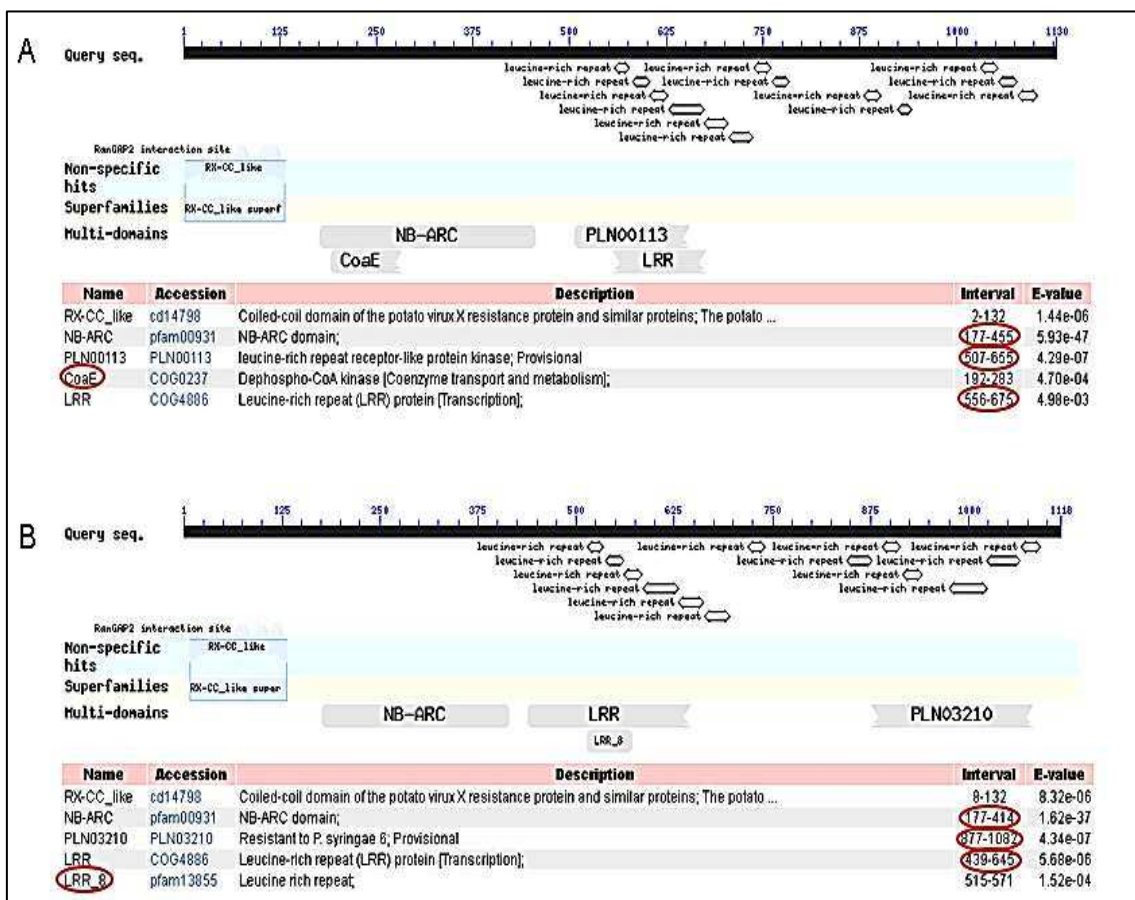 A
1 125 250 375 500 625 750 875 1000 1130
Query seq.
leucine-rich repeat leucine-rich repeat leucine-rich repeat
leucine-rich repeat leucine-rich repeat leucine-rich repeat
leucine-rich repeat leucine-rich repeat leucine-rich repeat
leucine-rich repeat leucine-rich repeat
leucine-rich repeat
leucine-rich repeat
RanGAP2 interaction site
Non-specific hits RX-CC_like
Superfamilies RX-CC_like superf
Multi-domains NB-ARC PLN00113
CoaE LRR
Name Accession Description Interval E-value
RX-CC_like cd14798 Coiled-coil domain of the potato virux X resistance protein and similar proteins; The potato ... 2-132 1.44e-06
NB-ARC pfam00931 NB-ARC domain; 177-455 5.93e-47
PLN00113 PLN00113 leucine-rich repeat receptor-like protein kinase; Provisional 507-655 4.29e-07
CoaE COG0237 Dephospho-CoA kinase [Coenzyme transport and metabolism]; 192-283 4.70e-04
LRR COG4886 Leucine-rich repeat (LRR) protein [Transcription]; 556-675 4.98e-03
B
1 125 250 375 500 625 750 875 1000 1118
Query seq.
leucine-rich repeat leucine-rich repeat leucine-rich repeat leucine-rich repeat
leucine-rich repeat leucine-rich repeat leucine-rich repeat
leucine-rich repeat leucine-rich repeat
leucine-rich repeat leucine-rich repeat
leucine-rich repeat
leucine-rich repeat
RanGAP2 interaction site
Non-specific hits RX-CC_like
Superfamilies RX-CC_like super
Multi-domains NB-ARC LRR PLN03210
LRR_8
Name Accession Description Interval E-value
RX-CC_like cd14798 Coiled-coil domain of the potato virux X resistance protein and similar proteins; The potato ... 8-132 8.32e-06
NB-ARC pfam00931 NB-ARC domain; 177-414 1.62e-37
PLN03210 PLN03210 Resistant to P. syringae 6; Provisional 877-1082 4.34e-07
LRR COG4886 Leucine-rich repeat (LRR) protein [Transcription]; 439-645 5.68e-06
LRR_8 pfam13855 Leucine rich repeat; 515-571 1.52e-04